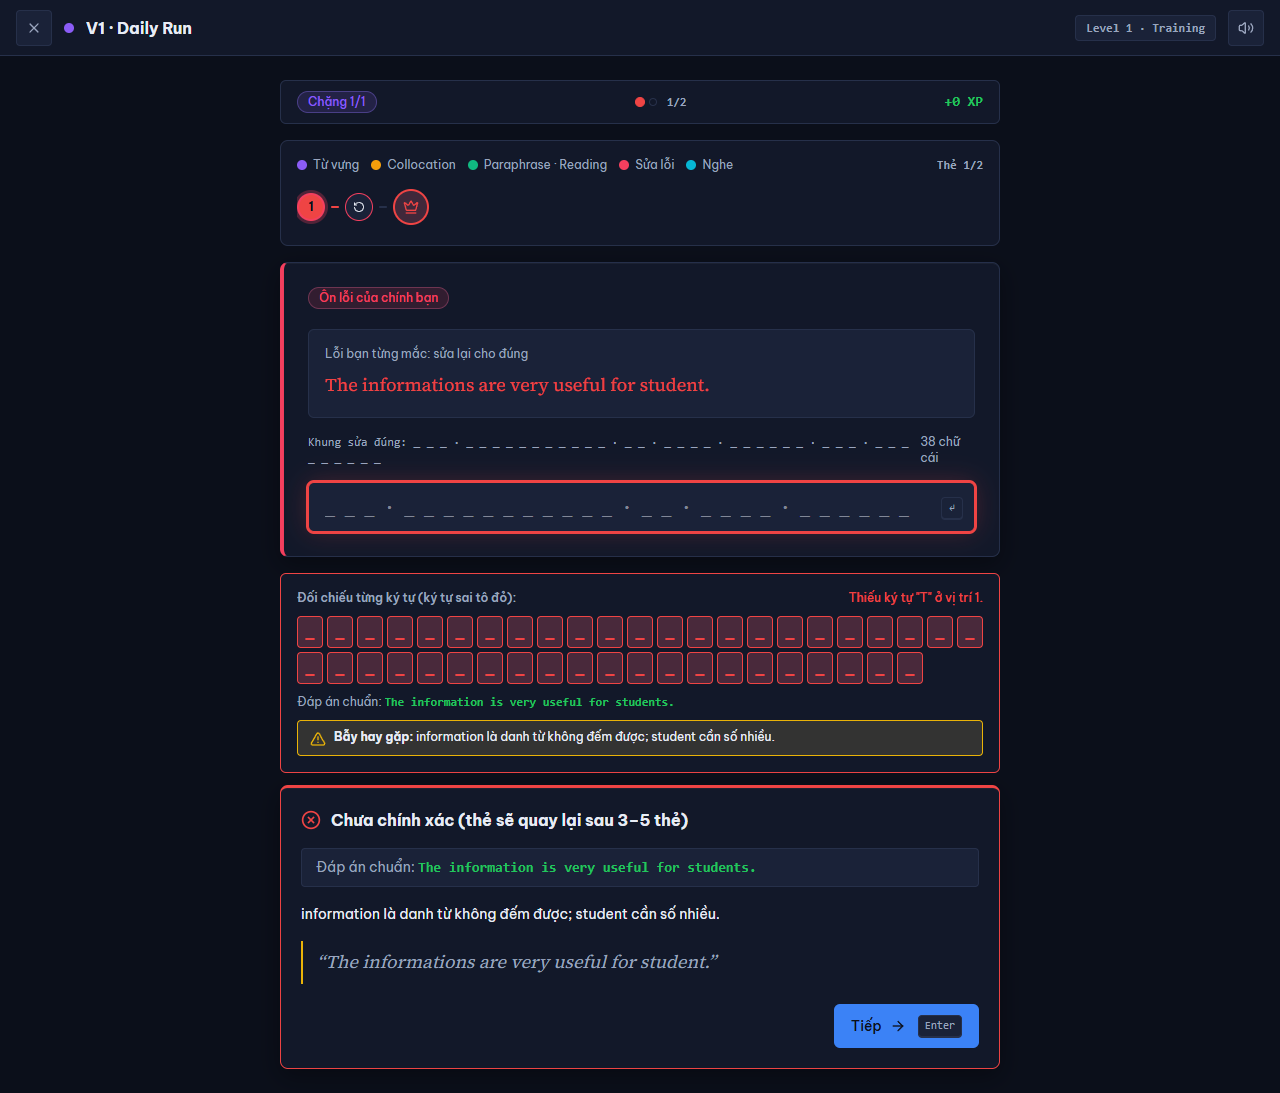 V1 · Daily Run
Level 1 · Training
Chặng 1/1
1/2
+0 XP
Từ vựng
Collocation
Paraphrase · Reading
Sửa lỗi
Nghe
Thẻ 1/2
1
Ôn lỗi của chính bạn
Lỗi bạn từng mắc: sửa lại cho đúng
The informations are very useful for student.
Khung sửa đúng: _ _ _ · _ _ _ _ _ _ _ _ _ _ _ · _ _ · _ _ _ _ · _ _ _ _ _ _ · _ _ _ · _ _ _
_ _ _ _ _ _
38 chữ
cái
_ _ _ · _ _ _ _ _ _ _ _ _ _ _ · _ _ · _ _ _ _ · _ _ _ _ _ _
↵
Đối chiếu từng ký tự (ký tự sai tô đỏ):
Thiếu ký tự "T" ở vị trí 1.
_ _ _ _ _ _ _ _ _ _ _ _ _ _ _ _ _ _ _ _ _ _ _
_ _ _ _ _ _ _ _ _ _ _ _ _ _ _ _ _ _ _ _ _
Đáp án chuẩn: The information is very useful for students.
Bẫy hay gặp: information là danh từ không đếm được; student cần số nhiều.
Chưa chính xác (thẻ sẽ quay lại sau 3–5 thẻ)
Đáp án chuẩn: The information is very useful for students.
information là danh từ không đếm được; student cần số nhiều.
“The informations are very useful for student.”
Tiếp → Enter